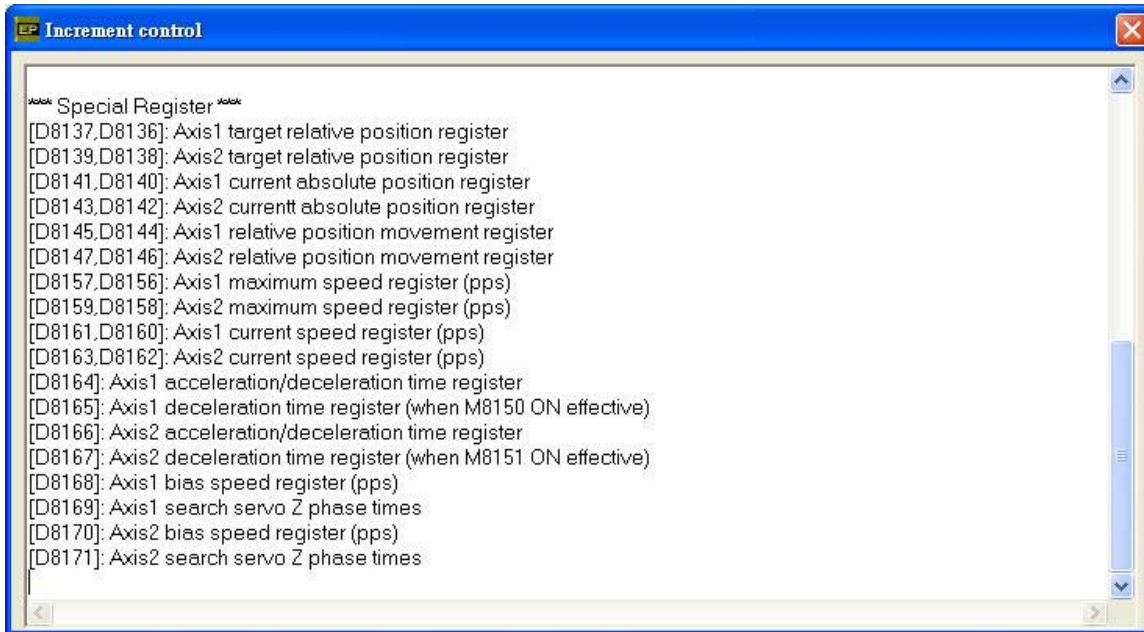 EP Increment control
*** Special Register ***
[D8137,D8136]: Axis1 target relative position register
[D8139,D8138]: Axis2 target relative position register
[D8141,D8140]: Axis1 current absolute position register
[D8143,D8142]: Axis2 currentt absolute position register
[D8145,D8144]: Axis1 relative position movement register
[D8147,D8146]: Axis2 relative position movement register
[D8157,D8156]: Axis1 maximum speed register (pps)
[D8159,D8158]: Axis2 maximum speed register (pps)
[D8161,D8160]: Axis1 current speed register (pps)
[D8163,D8162]: Axis2 current speed register (pps)
[D8164]: Axis1 acceleration/deceleration time register
[D8165]: Axis1 deceleration time register (when M8150 ON effective)
[D8166]: Axis2 acceleration/deceleration time register
[D8167]: Axis2 deceleration time register (when M8151 ON effective)
[D8168]: Axis1 bias speed register (pps)
[D8169]: Axis1 search servo Z phase times
[D8170]: Axis2 bias speed register (pps)
[D8171]: Axis2 search servo Z phase times